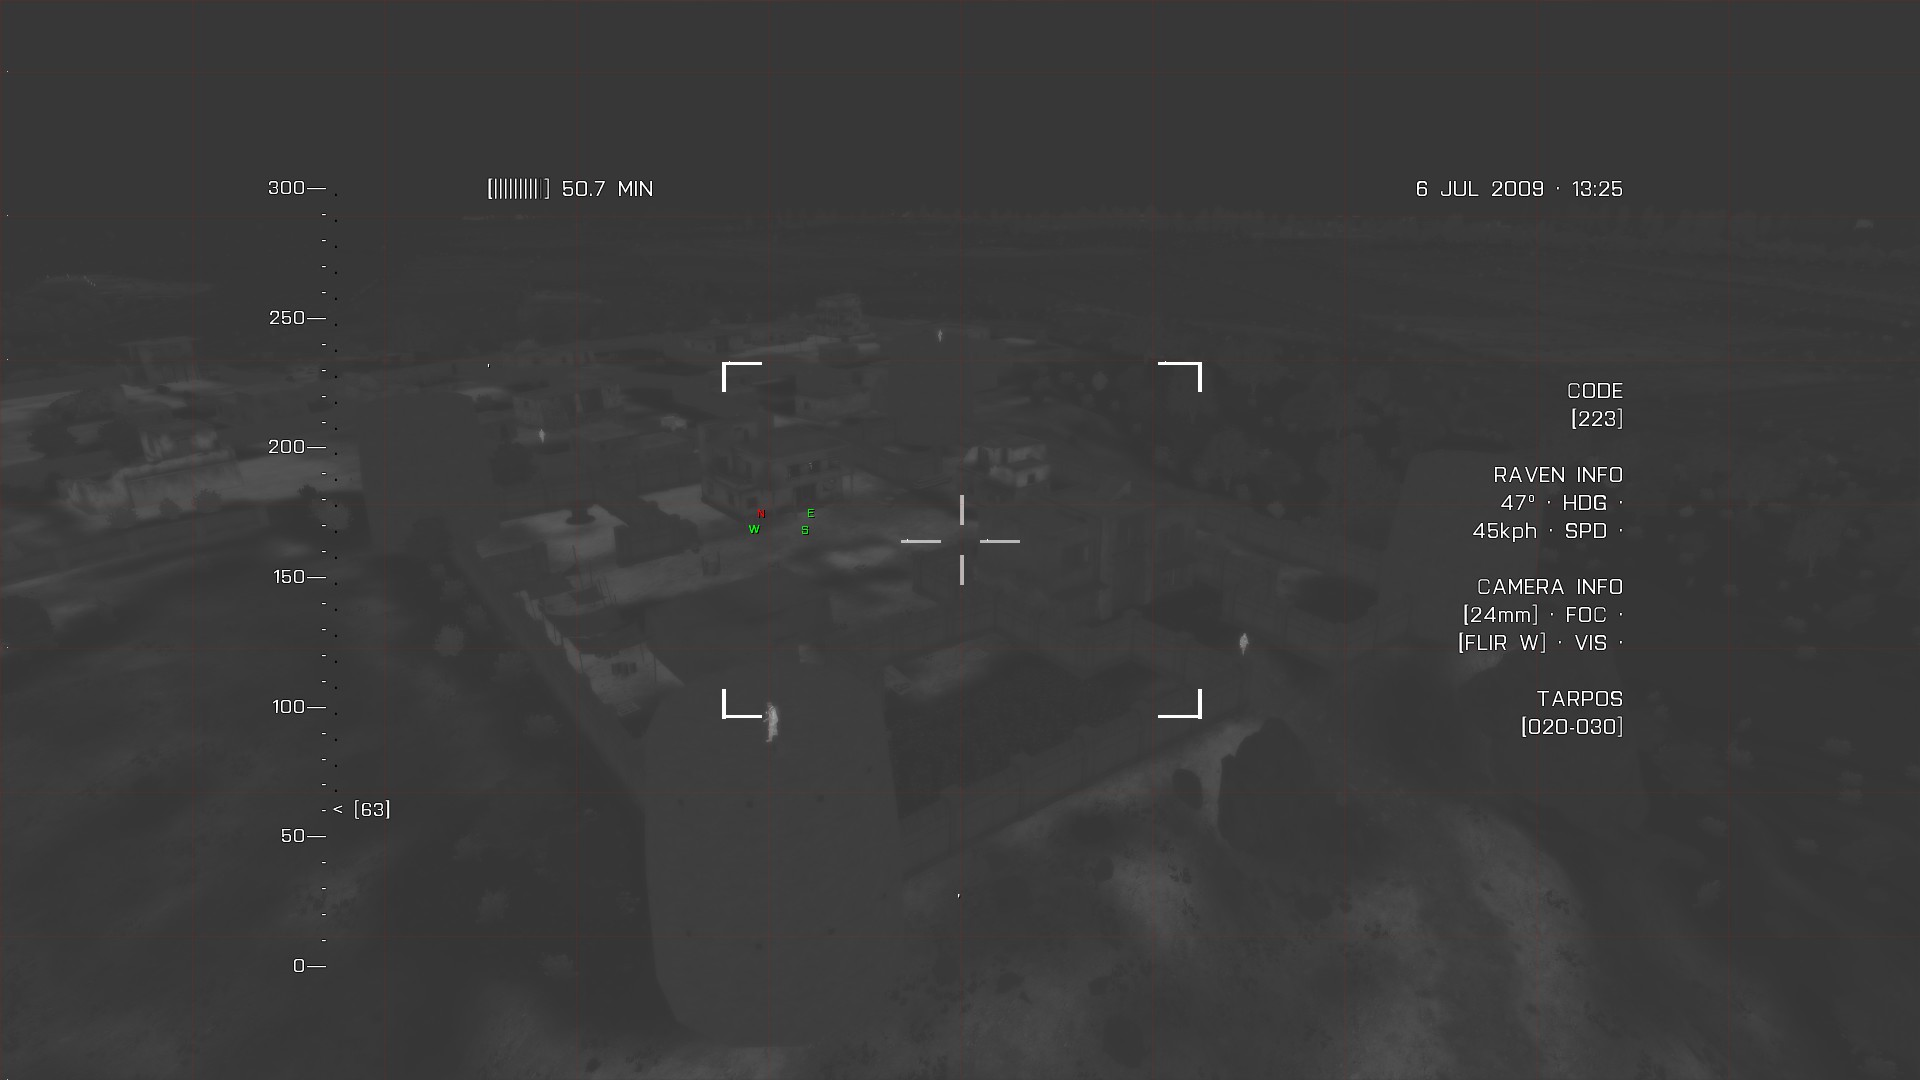 [||||||||||] 50.7 MIN
6 JUL 2009 · 13:25
300
250
200
150
100
< [63]
50
0
N E
W S
CODE
[223]
RAVEN INFO
47º · HDG ·
45kph · SPD ·
CAMERA INFO
[24mm] · FOC ·
[FLIR W] · VIS ·
TARPOS
[020-030]